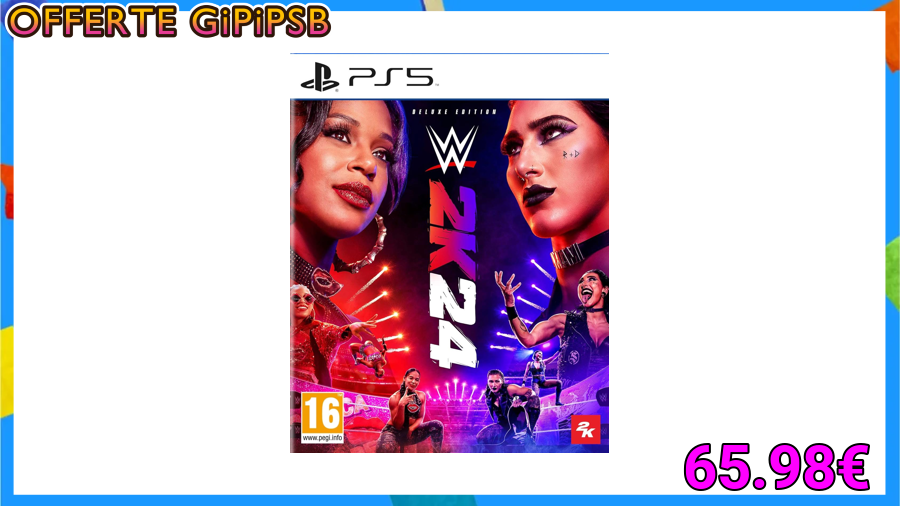 OFFERTE GiPiPSB
PS5
DELUXE EDITION
W
2K24
R+D
16
www.pegi.info
2K
65.98€